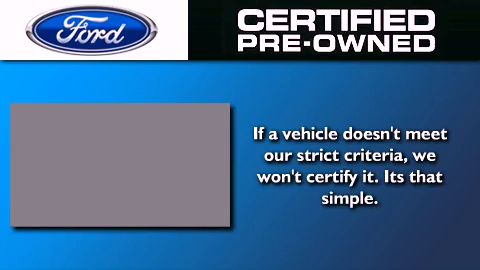 Ford
CERTIFIED
PRE-OWNED
If a vehicle doesn't meet
our strict criteria, we
won't certify it. Its that
simple.